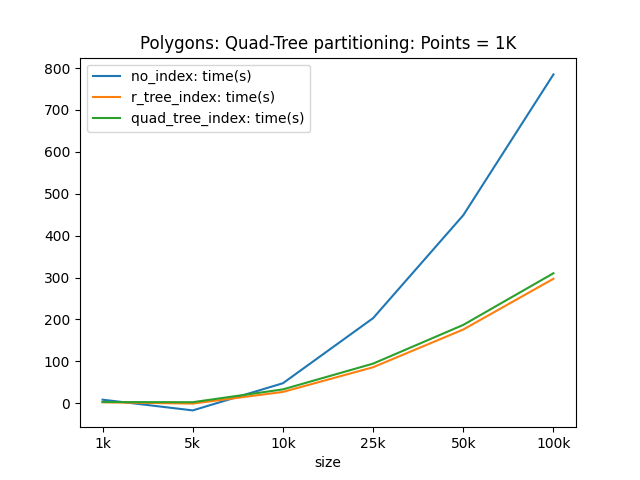 Polygons: Quad-Tree partitioning: Points = 1K
no_index: time(s)
r_tree_index: time(s)
quad_tree_index: time(s)
800
700
600
500
400
300
200
100
0
1k 5k 10k 25k 50k 100k
size